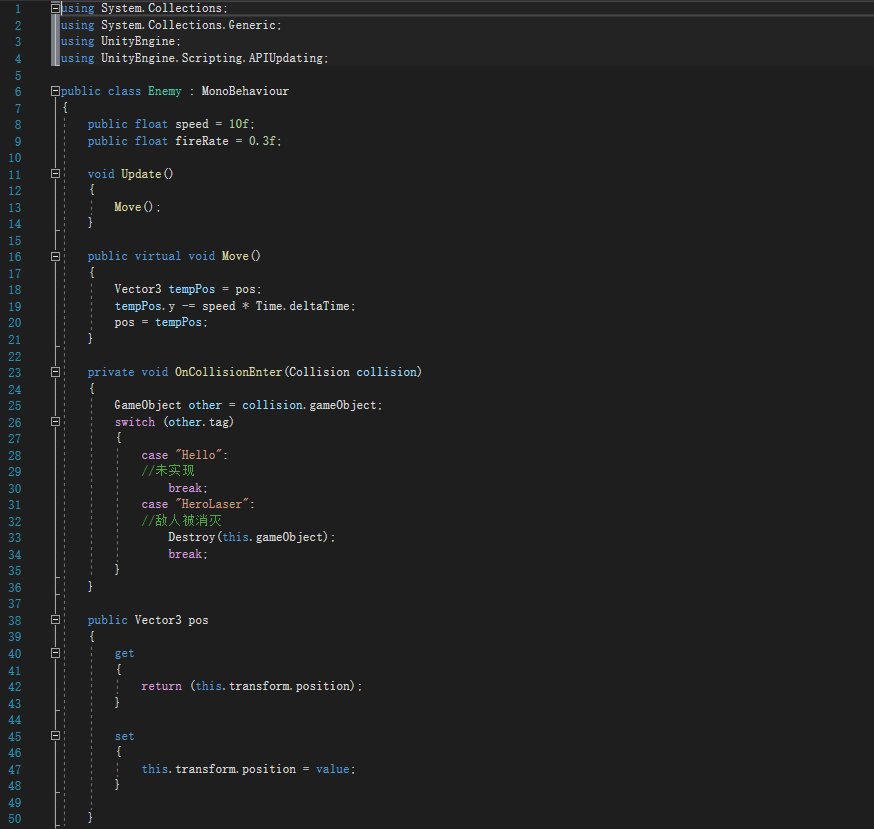 1 using System.Collections;
2 using System.Collections.Generic;
3 using UnityEngine;
4 using UnityEngine.Scripting.APIUpdating;
5
6 public class Enemy : MonoBehaviour
7 {
8 public float speed = 10f;
9 public float fireRate = 0.3f;
10
11 void Update()
12 {
13 Move();
14 }
15
16 public virtual void Move()
17 {
18 Vector3 tempPos = pos;
19 tempPos.y -= speed * Time.deltaTime;
20 pos = tempPos;
21 }
22
23 private void OnCollisionEnter(Collision collision)
24 {
25 GameObject other = collision.gameObject;
26 switch (other.tag)
27 {
28 case "Hello":
29 //未实现
30 break;
31 case "HeroLaser":
32 //敌人被消灭
33 Destroy(this.gameObject);
34 break;
35 }
36 }
37
38 public Vector3 pos
39 {
40 get
41 {
42 return (this.transform.position);
43 }
44
45 set
46 {
47 this.transform.position = value;
48 }
49
50 }